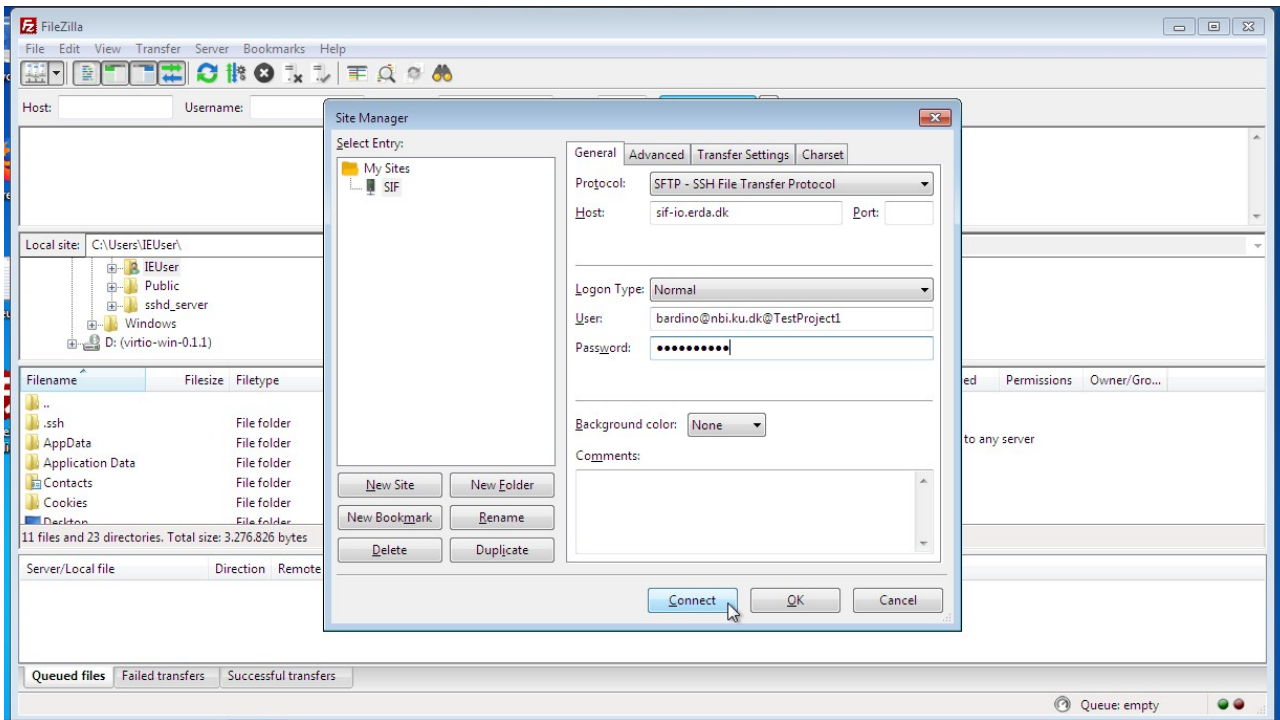 FileZilla
File Edit View Transfer Server Bookmarks Help
Host: Username:
Site Manager
Select Entry:
My Sites
SIF
General Advanced Transfer Settings Charset
Protocol: SFTP - SSH File Transfer Protocol
Host: sif-io.erda.dk Port:
Logon Type: Normal
User: bardino@nbi.ku.dk@TestProject1
Password: ••••••••••
Background color: None
Comments:
New Site New Folder
New Bookmark Rename
Delete Duplicate
Connect OK Cancel
Local site: C:\Users\IEUser\
IEUser
Public
sshd_server
Windows
D: (virtio-win-0.1.1)
Filename Filesize Filetype
..
.ssh File folder
AppData File folder
Application Data File folder
Contacts File folder
Cookies File folder
Desktop File folder
11 files and 23 directories. Total size: 3.276.826 bytes
Permissions Owner/Gro...
to any server
Server/Local file Direction Remote
Queued files Failed transfers Successful transfers
Queue: empty